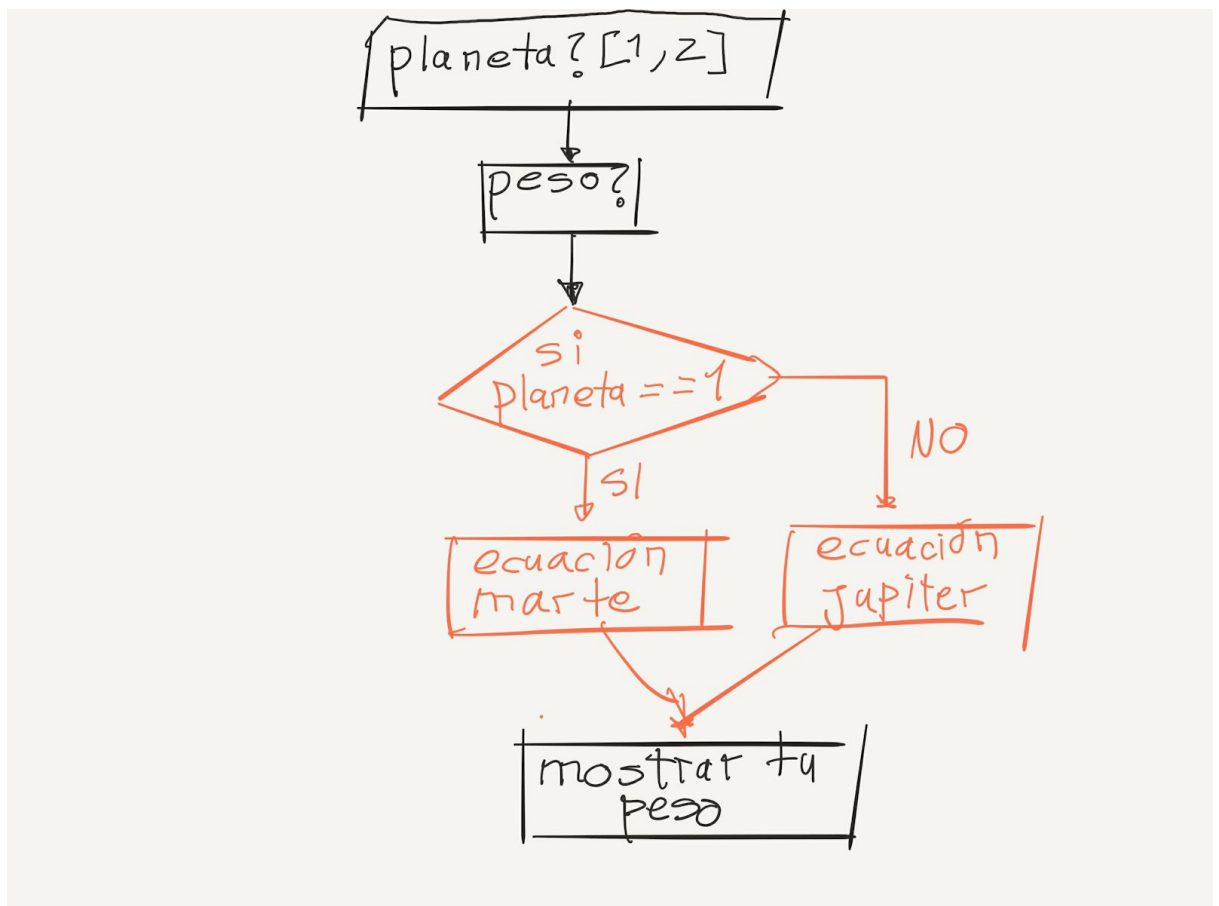 planeta?[1,2]
peso?
si
planeta==1
NO
SI
ecuación
marte
ecuación
Jupiter
mostrar tu
peso